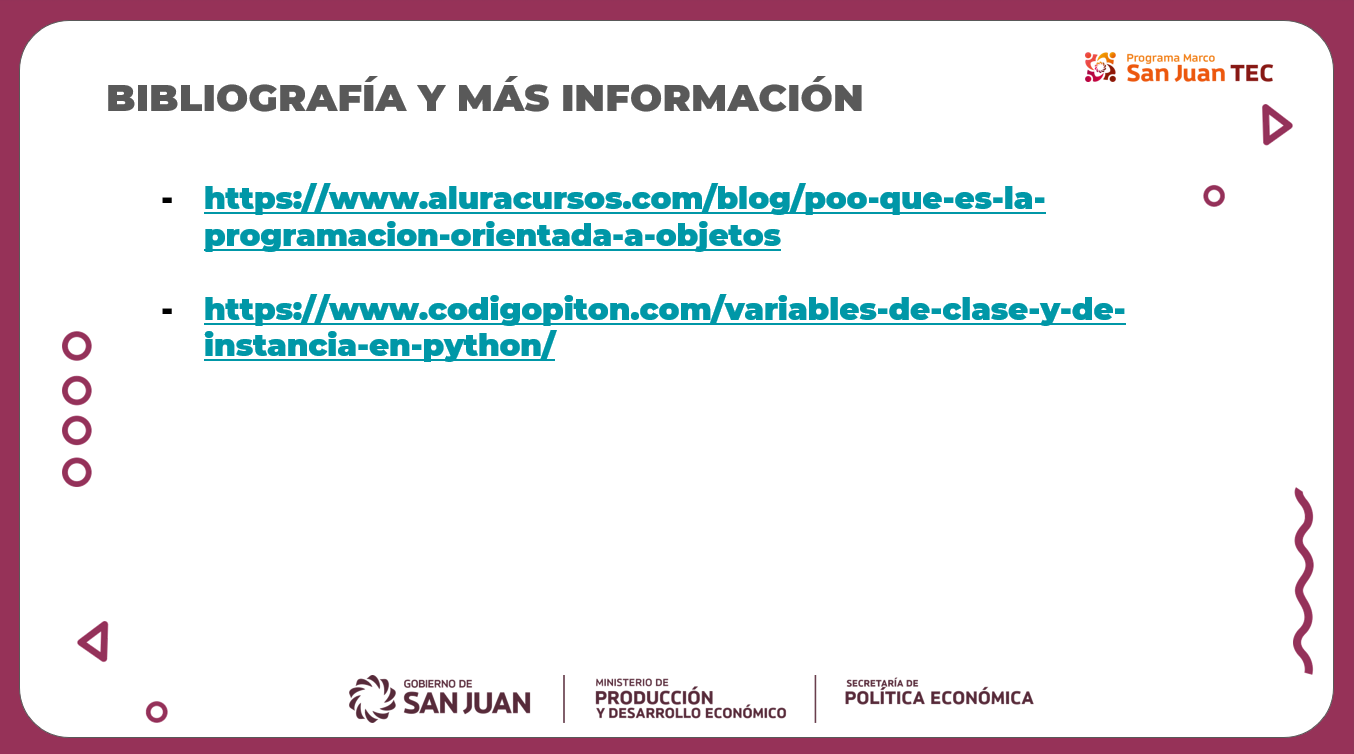 Programa Marco
San Juan TEC
BIBLIOGRAFÍA Y MÁS INFORMACIÓN
- https://www.aluracursos.com/blog/poo-que-es-la-
programacion-orientada-a-objetos
- https://www.codigopiton.com/variables-de-clase-y-de-
instancia-en-python/
GOBIERNO DE
SAN JUAN
MINISTERIO DE
PRODUCCIÓN
Y DESARROLLO ECONÓMICO
SECRETARÍA DE
POLÍTICA ECONÓMICA